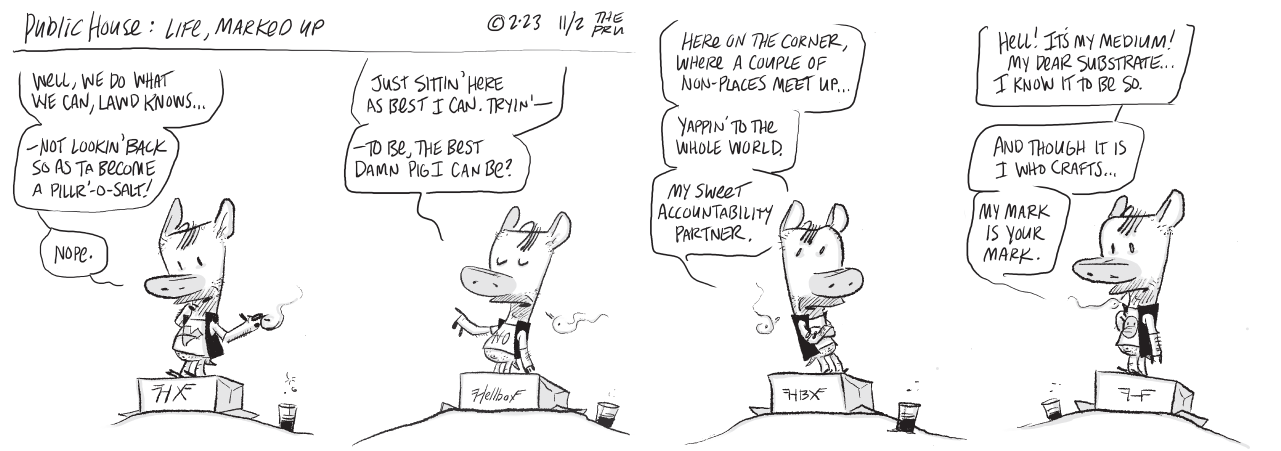 PUBLIC HOUSE: LIFE, MARKED UP
©2·23 11/2 THE
PRU
WELL, WE DO WHAT
WE CAN, LAWD KNOWS...
—NOT LOOKIN' BACK
SO AS TA BECOME
A PILLR'-O-SALT!
NOPE.
HX
JUST SITTIN' HERE
AS BEST I CAN. TRYIN'—
—TO BE, THE BEST
DAMN PIG I CAN BE?
NO
Hellbox
HERE ON THE CORNER,
WHERE A COUPLE OF
NON-PLACES MEET UP...
YAPPIN' TO THE
WHOLE WORLD.
MY SWEET
ACCOUNTABILITY
PARTNER.
HBX
HELL! IT'S MY MEDIUM!
MY DEAR SUBSTRATE...
I KNOW IT TO BE SO.
AND THOUGH IT IS
I WHO CRAFTS...
MY MARK
IS YOUR
MARK.